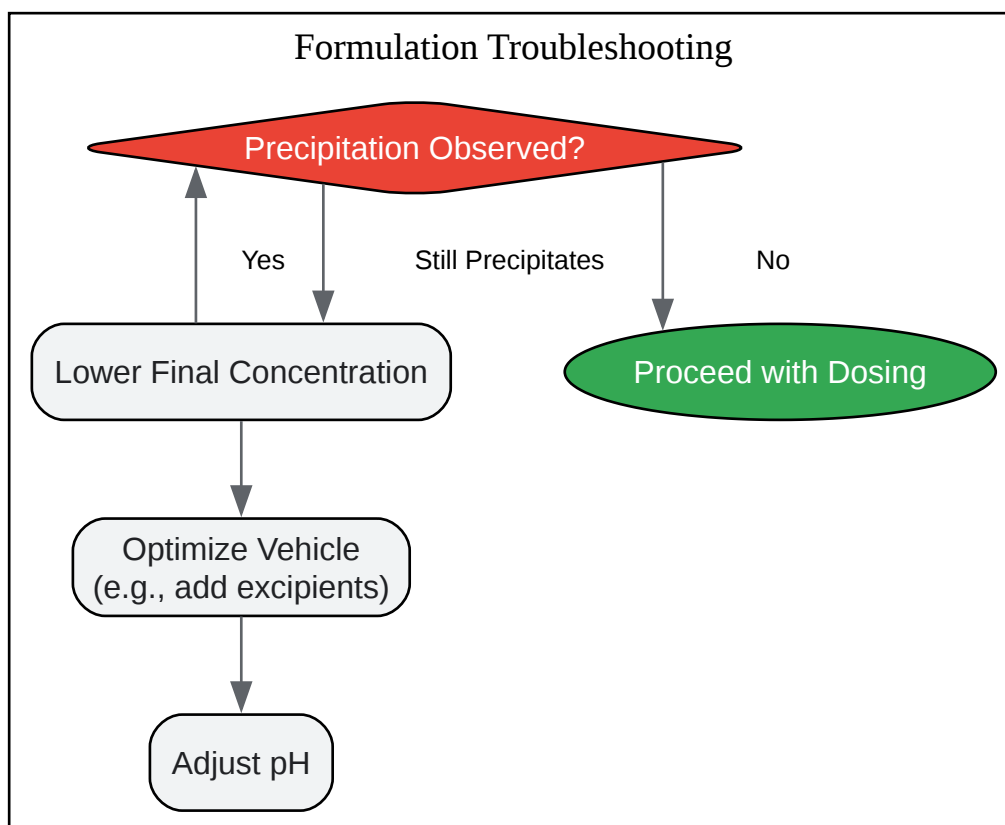 Formulation Troubleshooting
Precipitation Observed?
Yes
Still Precipitates
No
Lower Final Concentration
Proceed with Dosing
Optimize Vehicle
(e.g., add excipients)
Adjust pH